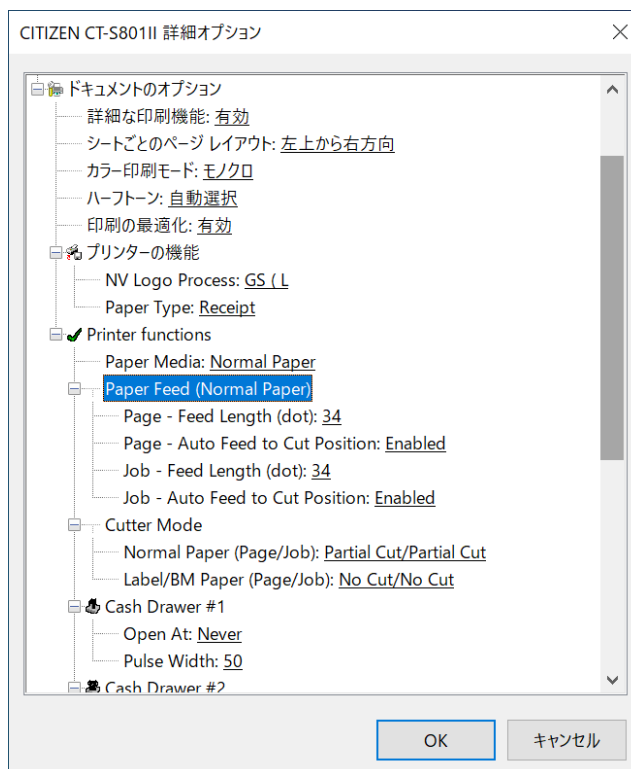 CITIZEN CT-S801II 詳細オプション
ドキュメントのオプション
詳細な印刷機能: 有効
シートごとのページ レイアウト: 左上から右方向
カラー印刷モード: モノクロ
ハーフトーン: 自動選択
印刷の最適化: 有効
プリンターの機能
NV Logo Process: GS ( L
Paper Type: Receipt
Printer functions
Paper Media: Normal Paper
Paper Feed (Normal Paper)
Page - Feed Length (dot): 34
Page - Auto Feed to Cut Position: Enabled
Job - Feed Length (dot): 34
Job - Auto Feed to Cut Position: Enabled
Cutter Mode
Normal Paper (Page/Job): Partial Cut/Partial Cut
Label/BM Paper (Page/Job): No Cut/No Cut
Cash Drawer #1
Open At: Never
Pulse Width: 50
Cash Drawer #2
OK
キャンセル